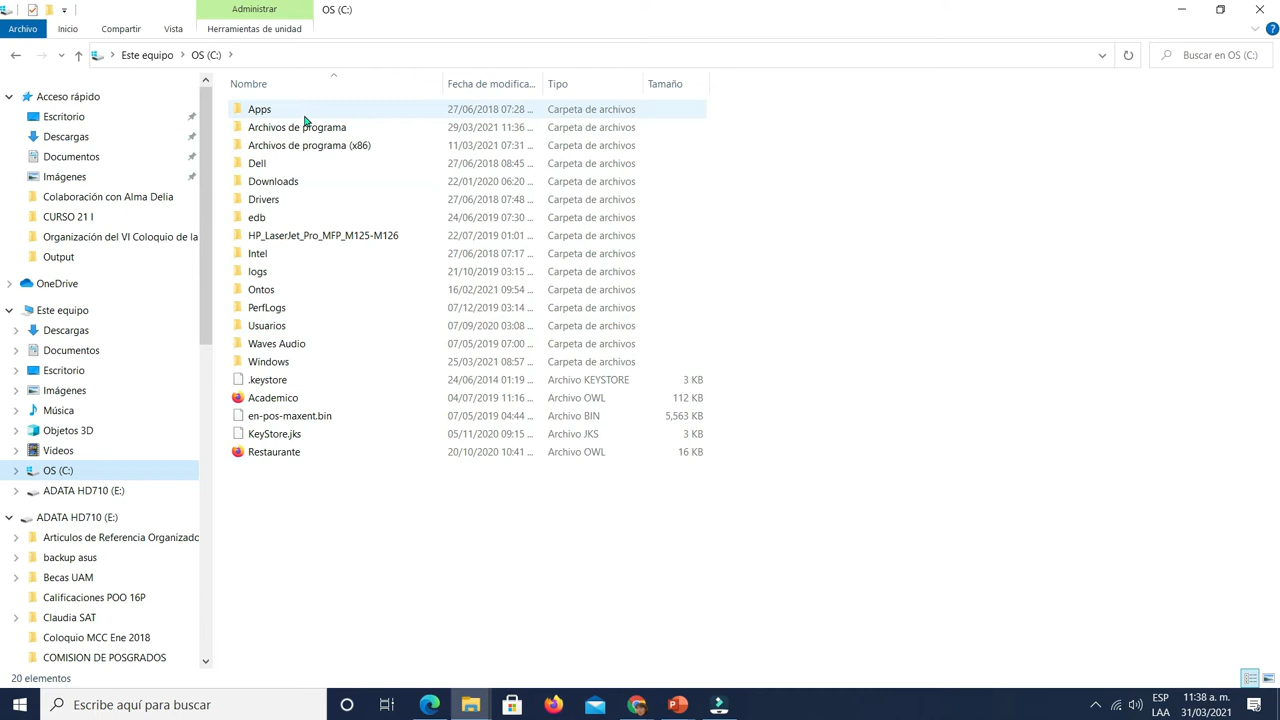 Administrar
OS (C:)
Archivo Inicio Compartir Vista Herramientas de unidad
Este equipo OS (C:)
Buscar en OS (C:)
Acceso rápido
Escritorio
Descargas
Documentos
Imágenes
Colaboración con Alma Delia
CURSO 21 I
Organización del VI Coloquio de la
Output
OneDrive
Este equipo
Descargas
Documentos
Escritorio
Imágenes
Música
Objetos 3D
Videos
OS (C:)
ADATA HD710 (E:)
ADATA HD710 (E:)
Articulos de Referencia Organizado
backup asus
Becas UAM
Calificaciones POO 16P
Claudia SAT
Coloquio MCC Ene 2018
COMISION DE POSGRADOS
Nombre Fecha de modifica... Tipo Tamaño
Apps 27/06/2018 07:28 ... Carpeta de archivos
Archivos de programa 29/03/2021 11:36 ... Carpeta de archivos
Archivos de programa (x86) 11/03/2021 07:31 ... Carpeta de archivos
Dell 27/06/2018 08:45 ... Carpeta de archivos
Downloads 22/01/2020 06:20 ... Carpeta de archivos
Drivers 27/06/2018 07:48 ... Carpeta de archivos
edb 24/06/2019 07:30 ... Carpeta de archivos
HP_LaserJet_Pro_MFP_M125-M126 22/07/2019 01:01 ... Carpeta de archivos
Intel 27/06/2018 07:17 ... Carpeta de archivos
logs 21/10/2019 03:15 ... Carpeta de archivos
Ontos 16/02/2021 09:54 ... Carpeta de archivos
PerfLogs 07/12/2019 03:14 ... Carpeta de archivos
Usuarios 07/09/2020 03:08 ... Carpeta de archivos
Waves Audio 07/05/2019 07:00 ... Carpeta de archivos
Windows 25/03/2021 08:57 ... Carpeta de archivos
.keystore 24/06/2014 01:19 ... Archivo KEYSTORE 3 KB
Academico 04/07/2019 11:16 ... Archivo OWL 112 KB
en-pos-maxent.bin 07/05/2019 04:44 ... Archivo BIN 5,563 KB
KeyStore.jks 05/11/2020 09:15 ... Archivo JKS 3 KB
Restaurante 20/10/2020 10:41 ... Archivo OWL 16 KB
20 elementos
Escribe aquí para buscar
ESP
LAA
11:38 a. m.
31/03/2021